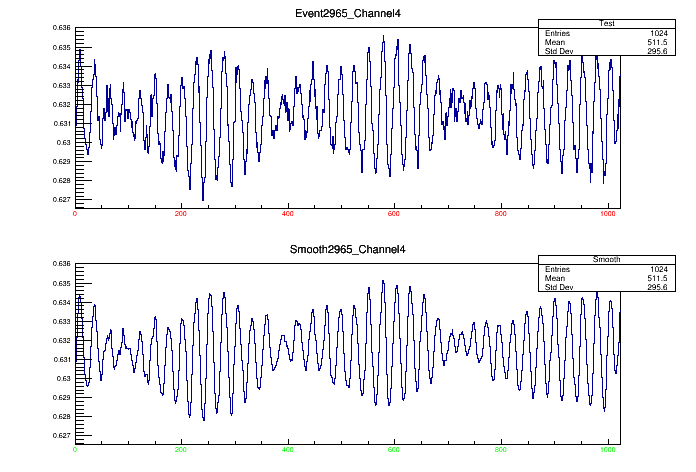 Event2965_Channel4
Test
Entries 1024
Mean 511.5
Std Dev 295.6
0.636
0.635
0.634
0.633
0.632
0.631
0.63
0.629
0.628
0.627
0 200 400 600 800 1000
Smooth2965_Channel4
Smooth
Entries 1024
Mean 511.5
Std Dev 295.6
0.636
0.635
0.634
0.633
0.632
0.631
0.63
0.629
0.628
0.627
0 200 400 600 800 1000